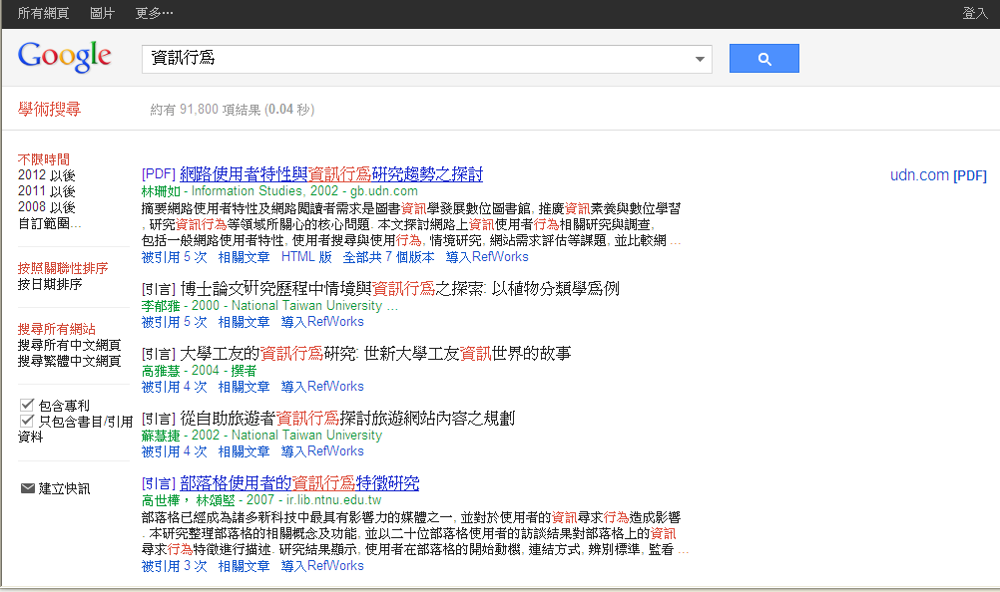 所有網頁 圖片 更多… 登入
Google 資訊行為
學術搜尋 約有 91,800 項結果 (0.04 秒)
不限時間
2012 以後
2011 以後
2008 以後
自訂範圍...
按照關聯性排序
按日期排序
搜尋所有網站
搜尋所有中文網頁
搜尋繁體中文網頁
包含專利
只包含書目/引用
資料
建立快訊
[PDF] 網路使用者特性與資訊行為研究趨勢之探討
林珊如 - Information Studies, 2002 - gb.udn.com
摘要網路使用者特性及網路閱讀者需求是圖書資訊學發展數位圖書館, 推廣資訊素養與數位學習
, 研究資訊行為等領域所關心的核心問題. 本文探討網路上資訊使用者行為相關研究與調查,
包括一般網路使用者特性, 使用者搜尋與使用行為, 情境研究, 網站需求評估等課題, 並比較網 ...
被引用 5 次 相關文章 HTML 版 全部共 7 個版本 導入RefWorks
udn.com [PDF]
[引言] 博士論文研究歷程中情境與資訊行為之探索: 以植物分類學為例
李郁雅 - 2000 - National Taiwan University ...
被引用 5 次 相關文章 導入RefWorks
[引言] 大學工友的資訊行為研究: 世新大學工友資訊世界的故事
高雅慧 - 2004 - 撰者
被引用 4 次 相關文章 導入RefWorks
[引言] 從自助旅遊者資訊行為探討旅遊網站內容之規劃
蘇慧捷 - 2002 - National Taiwan University
被引用 4 次 相關文章 導入RefWorks
[引言] 部落格使用者的資訊行為特徵研究
高世樺， 林頌堅 - 2007 - ir.lib.ntnu.edu.tw
部落格已經成為諸多新科技中最具有影響力的媒體之一, 並對於使用者的資訊尋求行為造成影響
. 本研究整理部落格的相關概念及功能, 並以二十位部落格使用者的訪談結果對部落格上的資訊
尋求行為特徵進行描述. 研究結果顯示, 使用者在部落格的開始動機, 連結方式, 辨別標準, 監看 ...
被引用 3 次 相關文章 導入RefWorks